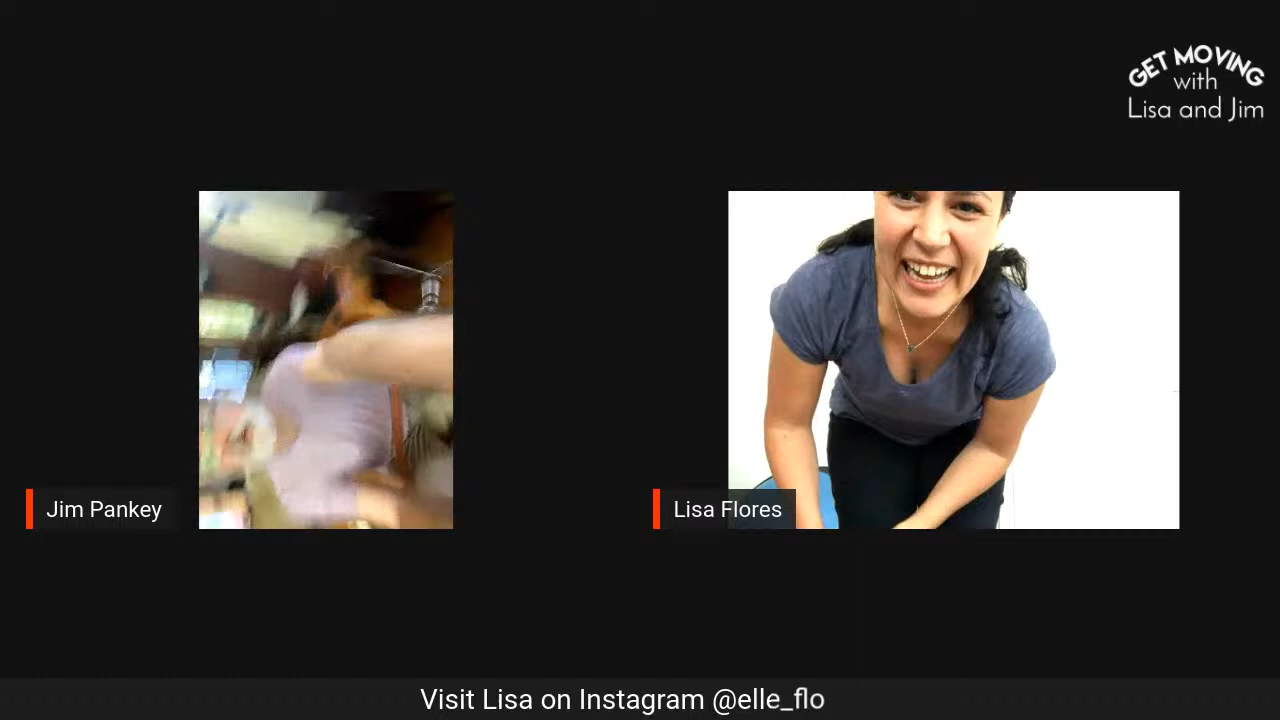 GET MOVING
with
Lisa and Jim
Jim Pankey
Lisa Flores
Visit Lisa on Instagram @elle_flo